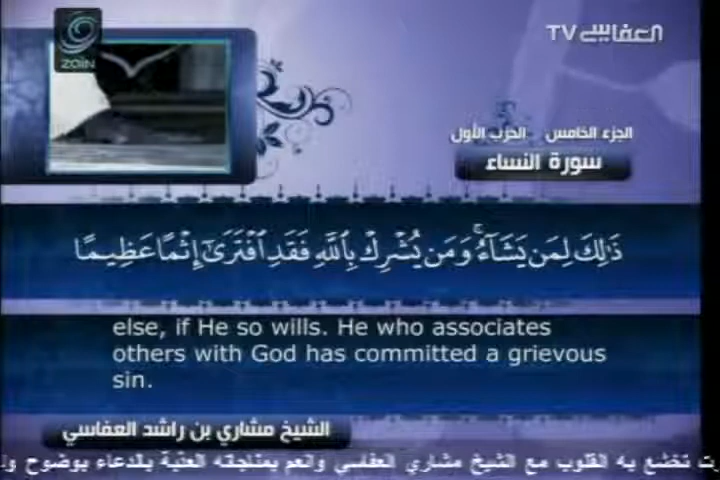 ZOIN
العفاسي TV
الجزء الخامس الحزب الأول
سورة النساء
ذَٰلِكَ لِمَن يَشَآءُ ۚ وَمَن يُشْرِكْ بِٱللَّهِ فَقَدِ ٱفْتَرَىٰٓ إِثْمًا عَظِيمًا
else, if He so wills. He who associates
others with God has committed a grievous
sin.
الشيخ مشاري بن راشد العفاسي
تخشع به القلوب مع الشيخ مشاري العفاسي وانعم بمناجاته العذبة بالدعاء بوضوح